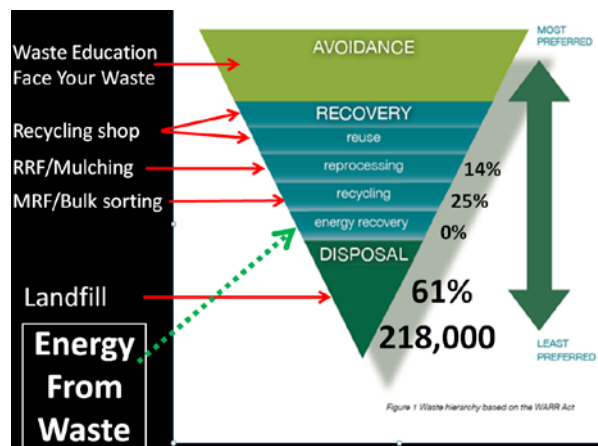 MOST
PREFERRED
AVOIDANCE
Waste Education
Face Your Waste
RECOVERY
Recycling shop
reuse
RRF/Mulching
reprocessing
14%
MRF/Bulk sorting
recycling
25%
energy recovery
0%
DISPOSAL
Landfill
61%
218,000
LEAST
PREFERRED
Energy
From
Waste
Figure 1 Waste hierarchy based on the WARR Act